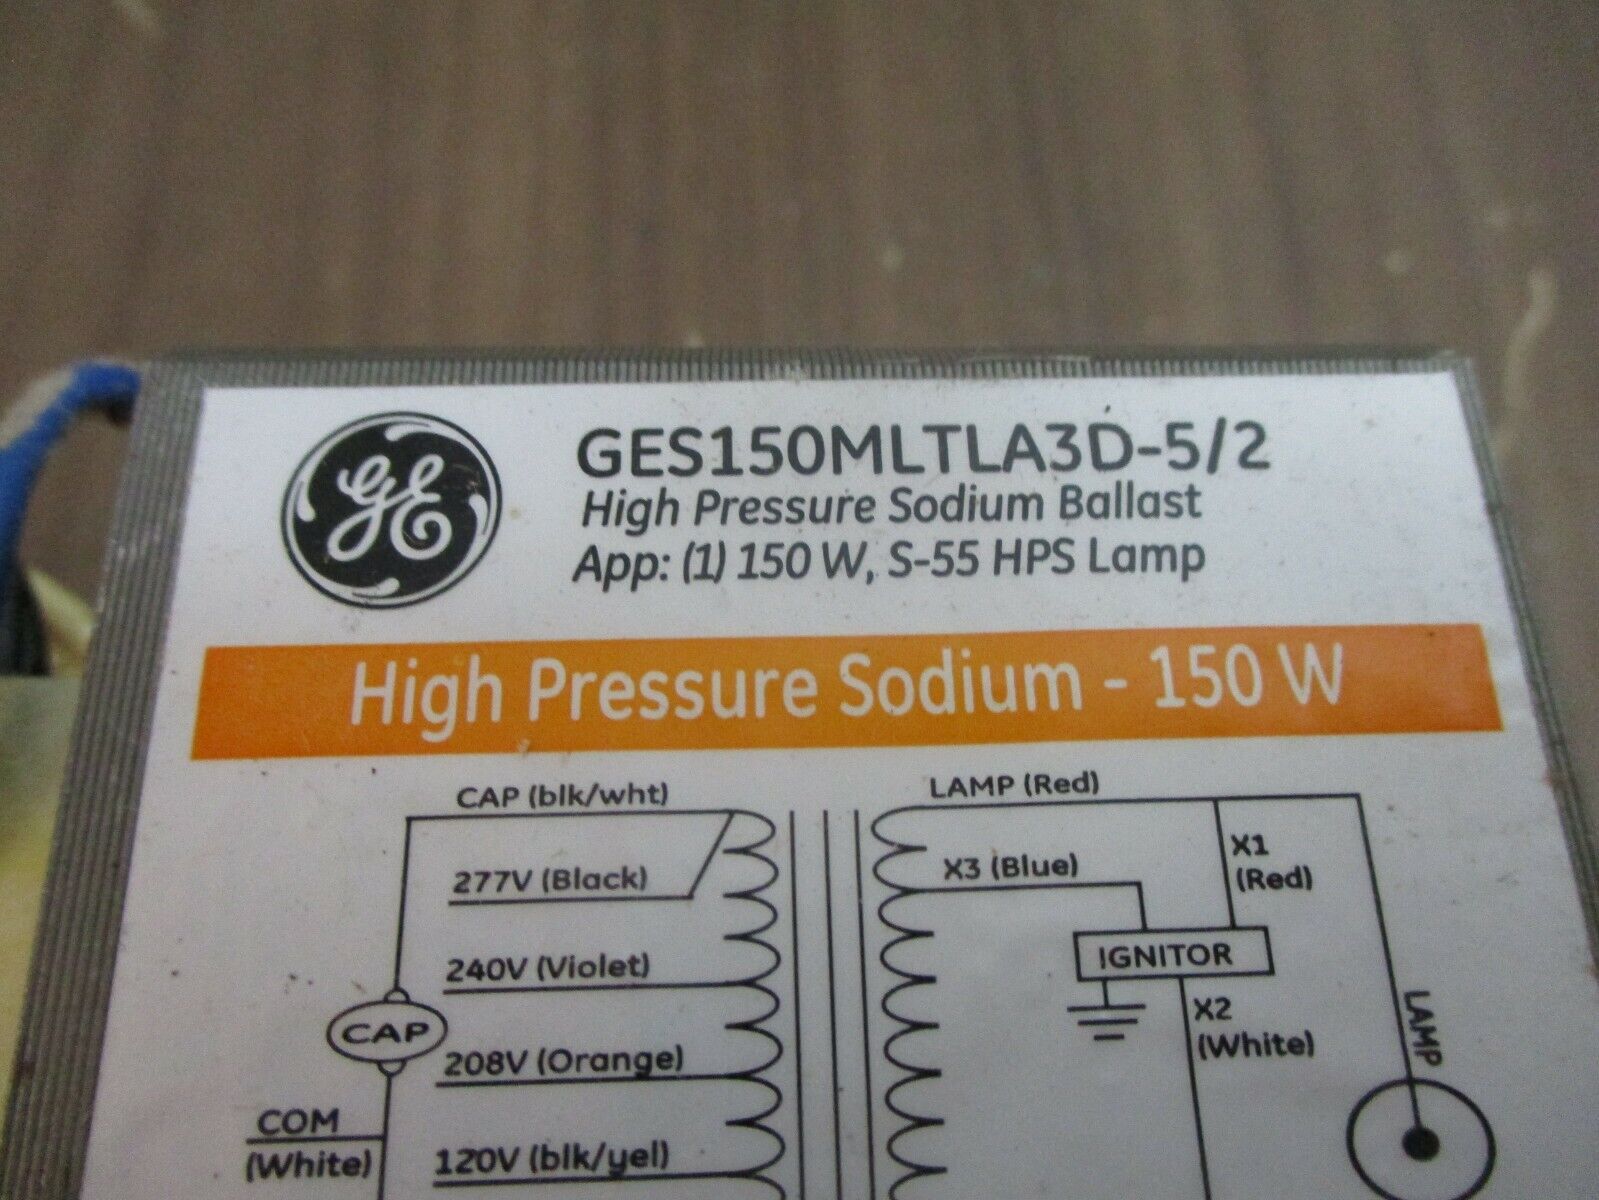 GE
GES150MLTLA3D-5/2
High Pressure Sodium Ballast
App: (1) 150 W, S-55 HPS Lamp
High Pressure Sodium - 150 W
CAP (blk/wht)
LAMP (Red)
277V (Black)
X3 (Blue)
X1
(Red)
240V (Violet)
IGNITOR
CAP
X2
(White)
LAMP
208V (Orange)
COM
(White)
120V (blk/yel)